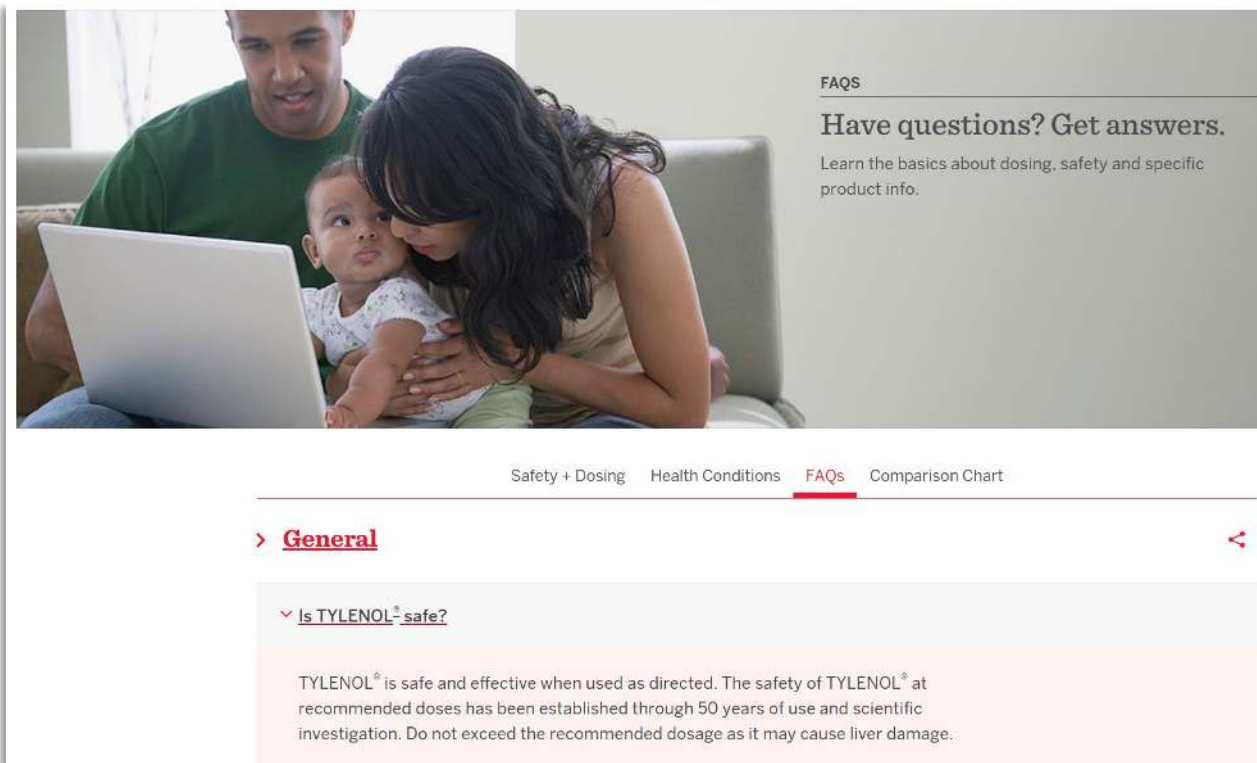 FAQS
Have questions? Get answers.
Learn the basics about dosing, safety and specific
product info.
Safety + Dosing Health Conditions FAQs Comparison Chart
General
Is TYLENOL® safe?
TYLENOL® is safe and effective when used as directed. The safety of TYLENOL® at
recommended doses has been established through 50 years of use and scientific
investigation. Do not exceed the recommended dosage as it may cause liver damage.